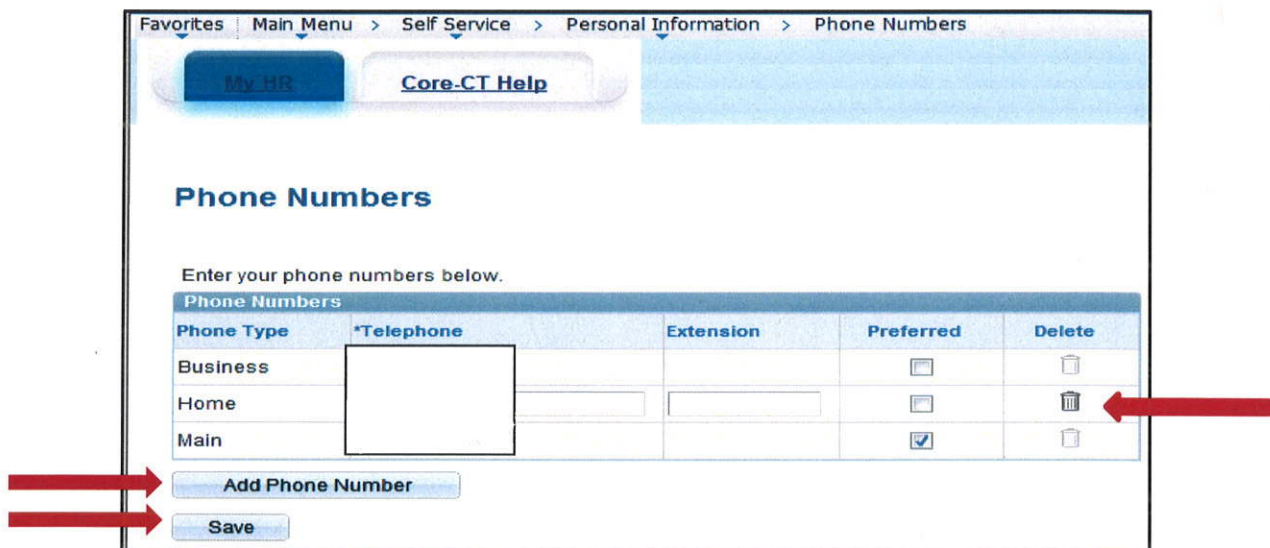 Favorites Main Menu > Self Service > Personal Information > Phone Numbers
My HR Core-CT Help
Phone Numbers
Enter your phone numbers below.
Phone Numbers
Phone Type *Telephone Extension Preferred Delete
Business
Home
Main
Add Phone Number
Save